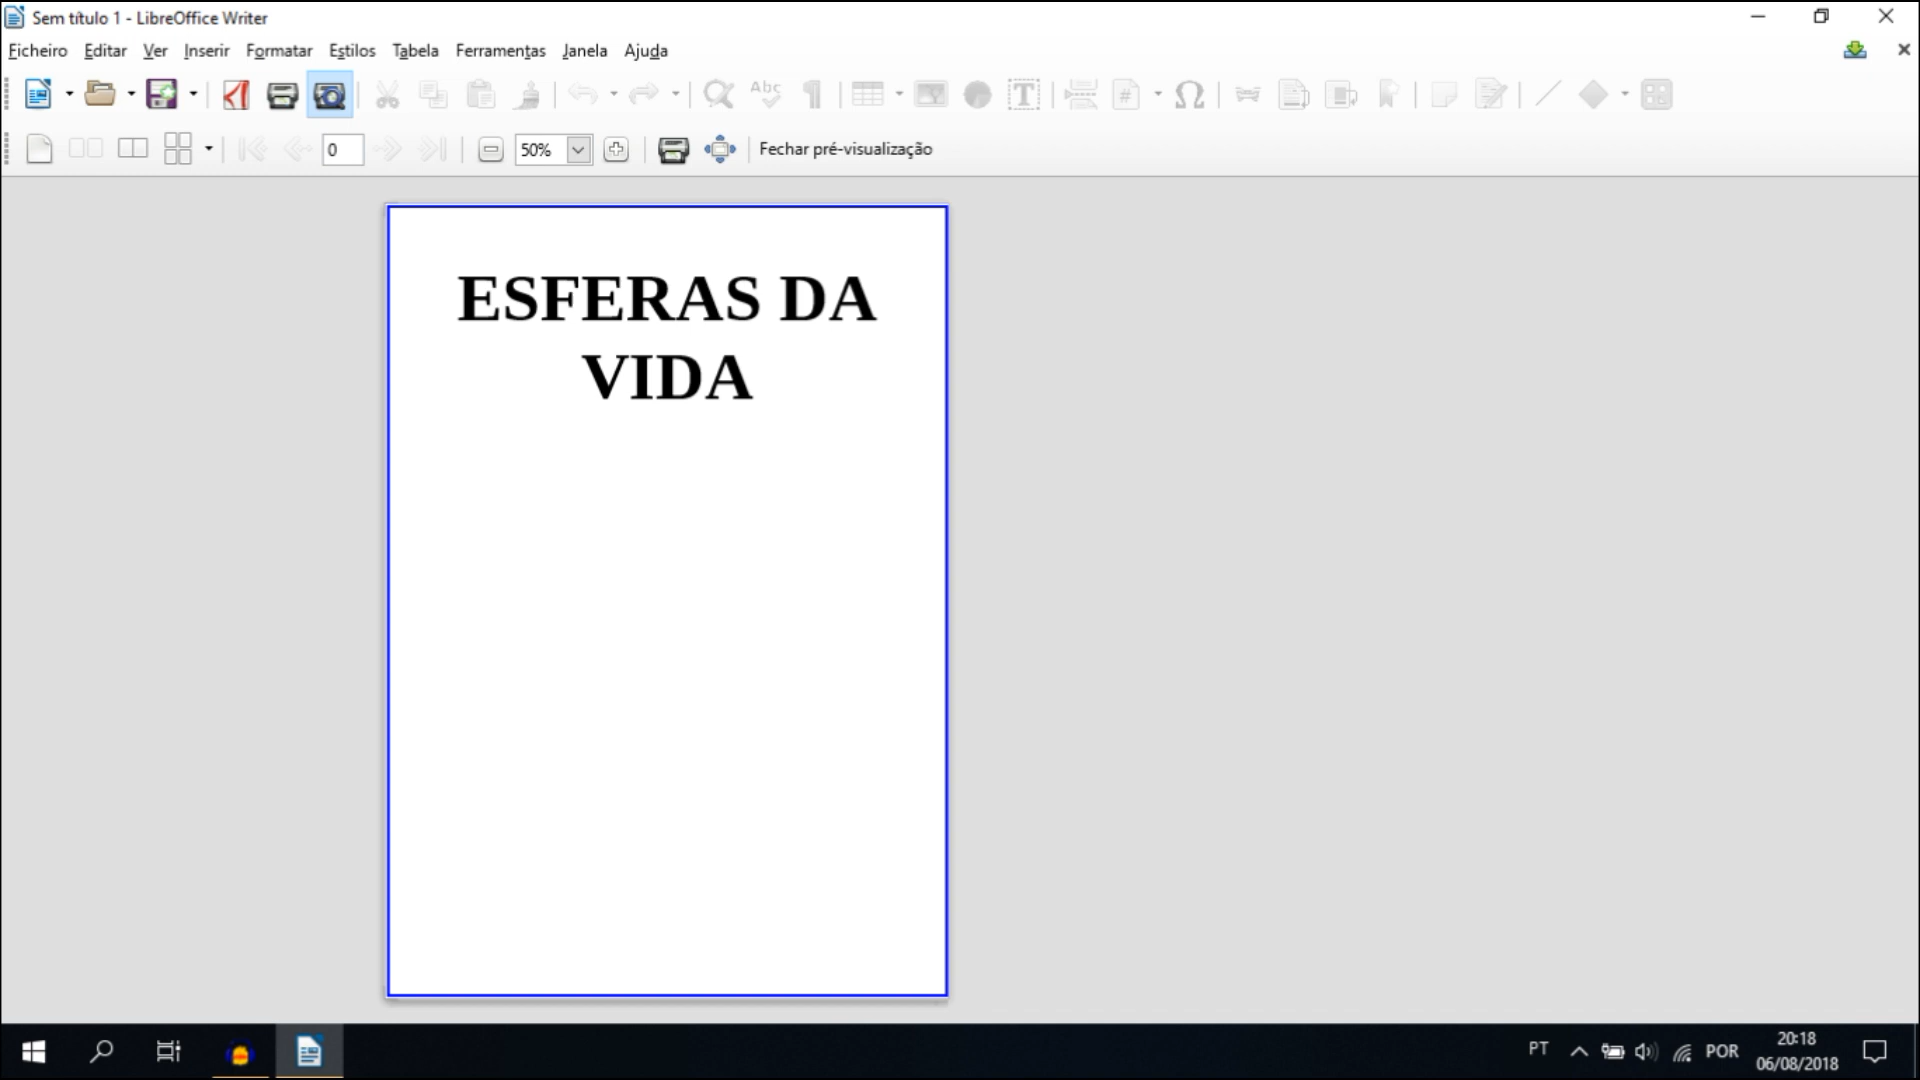 Sem título 1 - LibreOffice Writer
Ficheiro Editar Ver Inserir Formatar Estilos Tabela Ferramentas Janela Ajuda
Abc # Ω T
0 50% Fechar pré-visualização
ESFERAS DA
VIDA
PT POR 20:18
06/08/2018